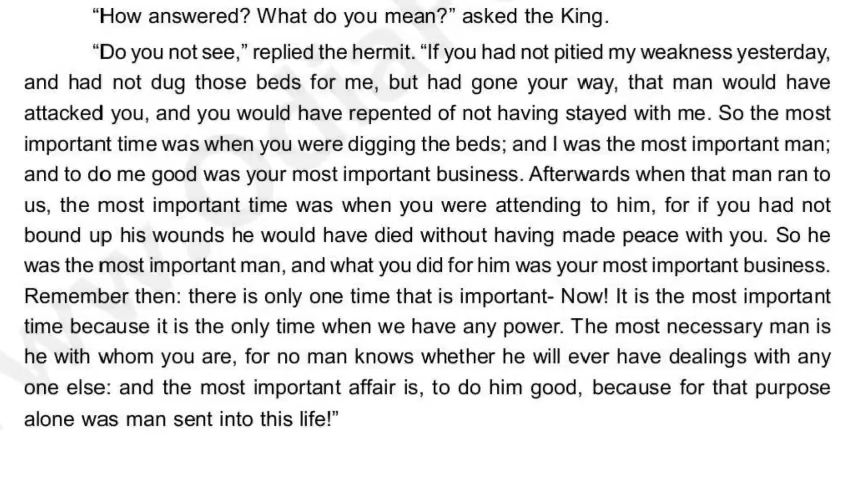 “How answered? What do you mean?” asked the King.
“Do you not see,” replied the hermit. “If you had not pitied my weakness yesterday,
and had not dug those beds for me, but had gone your way, that man would have
attacked you, and you would have repented of not having stayed with me. So the most
important time was when you were digging the beds; and I was the most important man;
and to do me good was your most important business. Afterwards when that man ran to
us, the most important time was when you were attending to him, for if you had not
bound up his wounds he would have died without having made peace with you. So he
was the most important man, and what you did for him was your most important business.
Remember then: there is only one time that is important- Now! It is the most important
time because it is the only time when we have any power. The most necessary man is
he with whom you are, for no man knows whether he will ever have dealings with any
one else: and the most important affair is, to do him good, because for that purpose
alone was man sent into this life!”